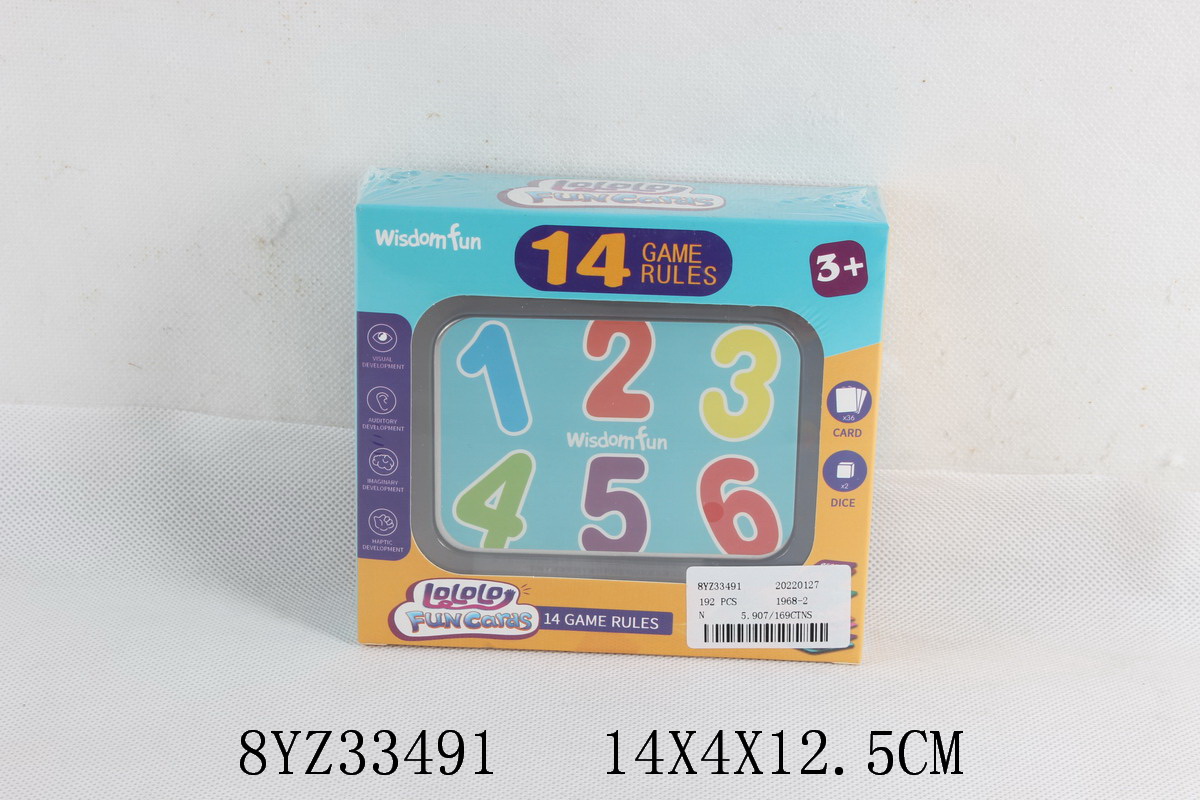 Lololo
FUN Cards
Wisdomfun
14 GAME
RULES
3+
VISUAL
DEVELOPMENT
AUDITORY
DEVELOPMENT
IMAGINARY
DEVELOPMENT
HAPTIC
DEVELOPMENT
1 2 3
Wisdomfun
4 5 6
x36
CARD
x2
DICE
Lololo
FUN Cards
14 GAME RULES
8YZ33491 20220127
192 PCS 1968-2
N 5.907/169CTNS
8YZ33491 14X4X12.5CM